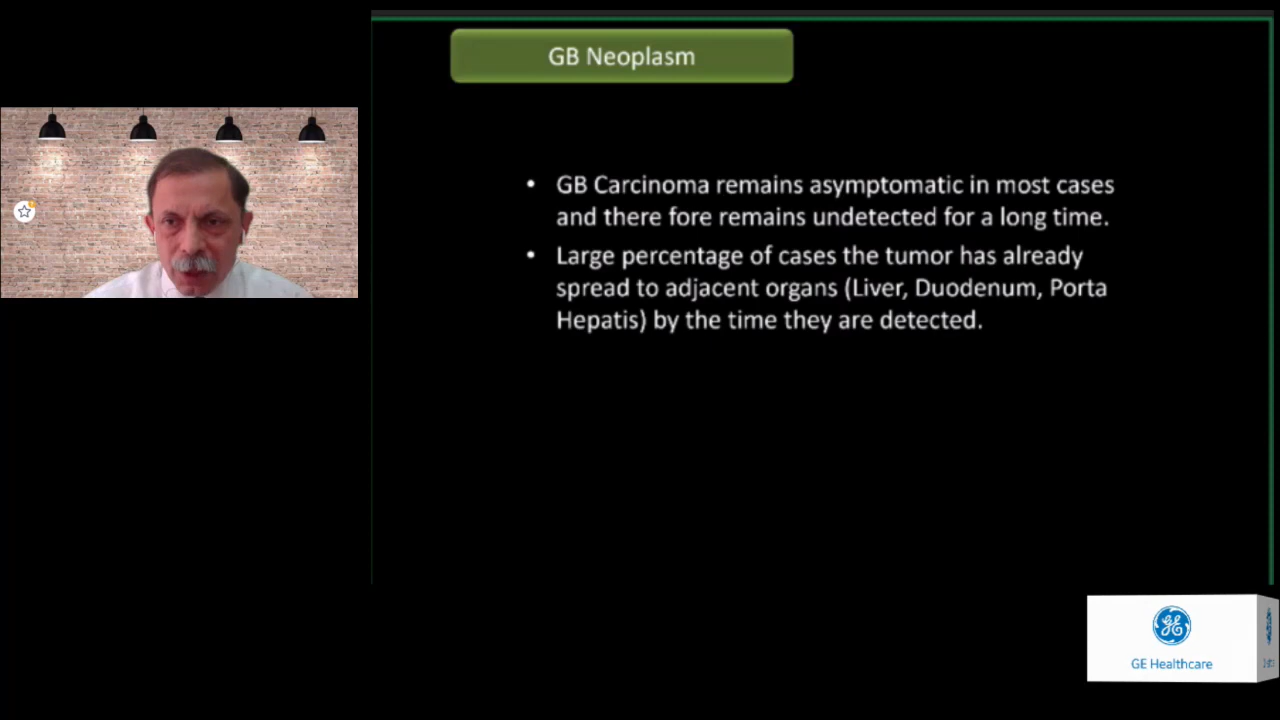 GB Neoplasm
• GB Carcinoma remains asymptomatic in most cases
and there fore remains undetected for a long time.
• Large percentage of cases the tumor has already
spread to adjacent organs (Liver, Duodenum, Porta
Hepatis) by the time they are detected.
GE
GE Healthcare